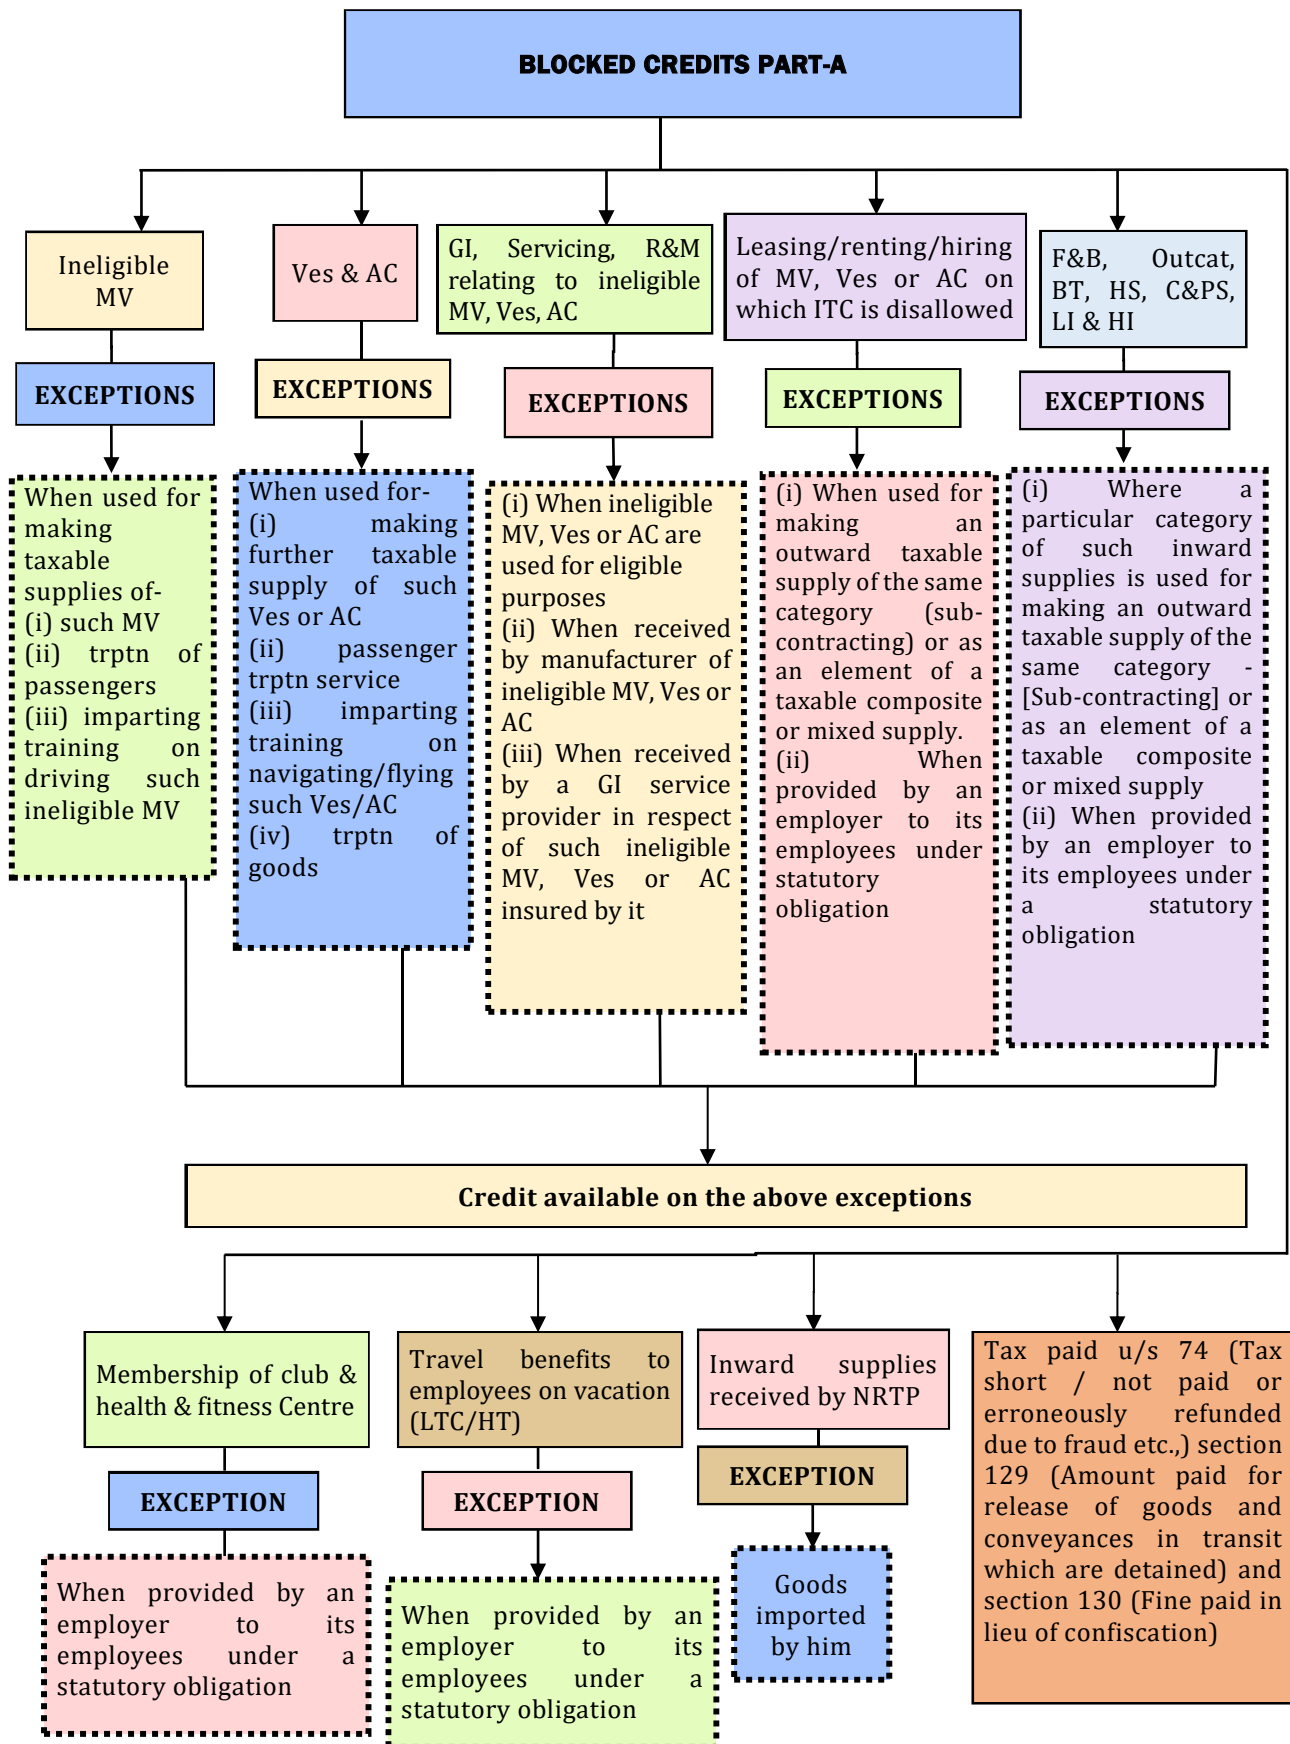 BLOCKED CREDITS PART-A
Ineligible
MV
EXCEPTIONS
When used for
making
taxable
supplies of-
(i) such MV
(ii) trptn of
passengers
(iii) imparting
training on
driving such
ineligible MV
Ves & AC
EXCEPTIONS
When used for-
(i) making
further taxable
supply of such
Ves or AC
(ii) passenger
trptn service
(iii) imparting
training on
navigating/flying
such Ves/AC
(iv) trptn of
goods
GI, Servicing, R&M
relating to ineligible
MV, Ves, AC
EXCEPTIONS
(i) When ineligible
MV, Ves or AC are
used for eligible
purposes
(ii) When received
by manufacturer of
ineligible MV, Ves or
AC
(iii) When received
by a GI service
provider in respect
of such ineligible
MV, Ves or AC
insured by it
Leasing/renting/hiring
of MV, Ves or AC on
which ITC is disallowed
EXCEPTIONS
(i) When used for
making an
outward taxable
supply of the same
category (sub-
contracting) or as
an element of a
taxable composite
or mixed supply.
(ii) When
provided by an
employer to its
employees under
statutory
obligation
F&B, Outcat,
BT, HS, C&PS,
LI & HI
EXCEPTIONS
(i) Where a
particular category
of such inward
supplies is used for
making an outward
taxable supply of the
same category -
[Sub-contracting] or
as an element of a
taxable composite
or mixed supply
(ii) When provided
by an employer to
its employees under
a statutory
obligation
Credit available on the above exceptions
Membership of club &
health & fitness Centre
EXCEPTION
When provided by an
employer to its
employees under a
statutory obligation
Travel benefits to
employees on vacation
(LTC/HT)
EXCEPTION
When provided by an
employer to its
employees under a
statutory obligation
Inward supplies
received by NRTP
EXCEPTION
Goods
imported
by him
Tax paid u/s 74 (Tax
short / not paid or
erroneously refunded
due to fraud etc.,) section
129 (Amount paid for
release of goods and
conveyances in transit
which are detained) and
section 130 (Fine paid in
lieu of confiscation)